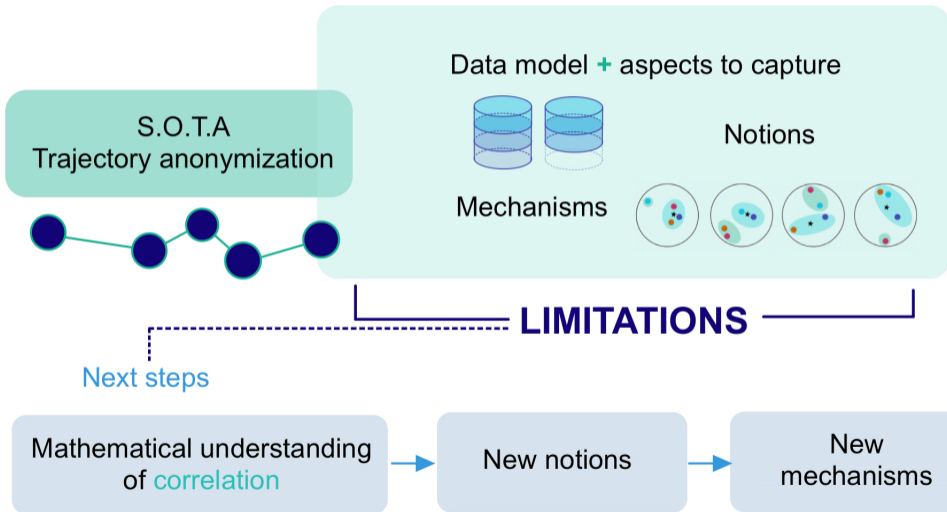 Data model + aspects to capture
S.O.T.A
Trajectory anonymization
Notions
Mechanisms
LIMITATIONS
Next steps
Mathematical understanding
of correlation
New notions
New
mechanisms